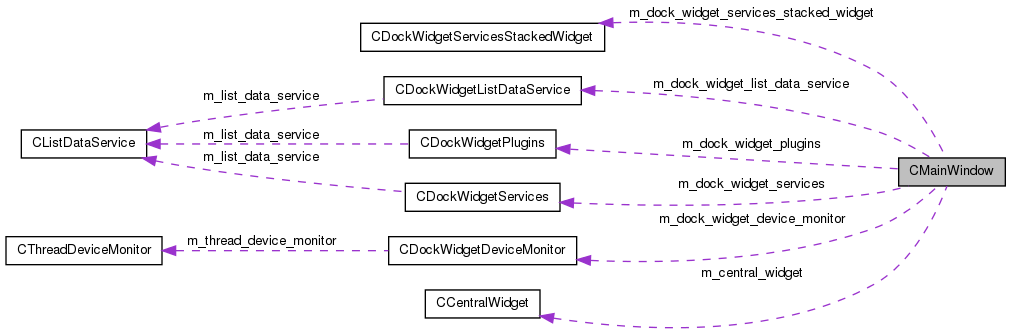 m_dock_widget_services_stacked_widget
CDockWidgetServicesStackedWidget
CDockWidgetListDataService
m_dock_widget_list_data_service
m_list_data_service
CListDataService
m_list_data_service
CDockWidgetPlugins
m_dock_widget_plugins
m_list_data_service
CMainWindow
CDockWidgetServices
m_dock_widget_services
m_dock_widget_device_monitor
CThreadDeviceMonitor
m_thread_device_monitor
CDockWidgetDeviceMonitor
m_central_widget
CCentralWidget